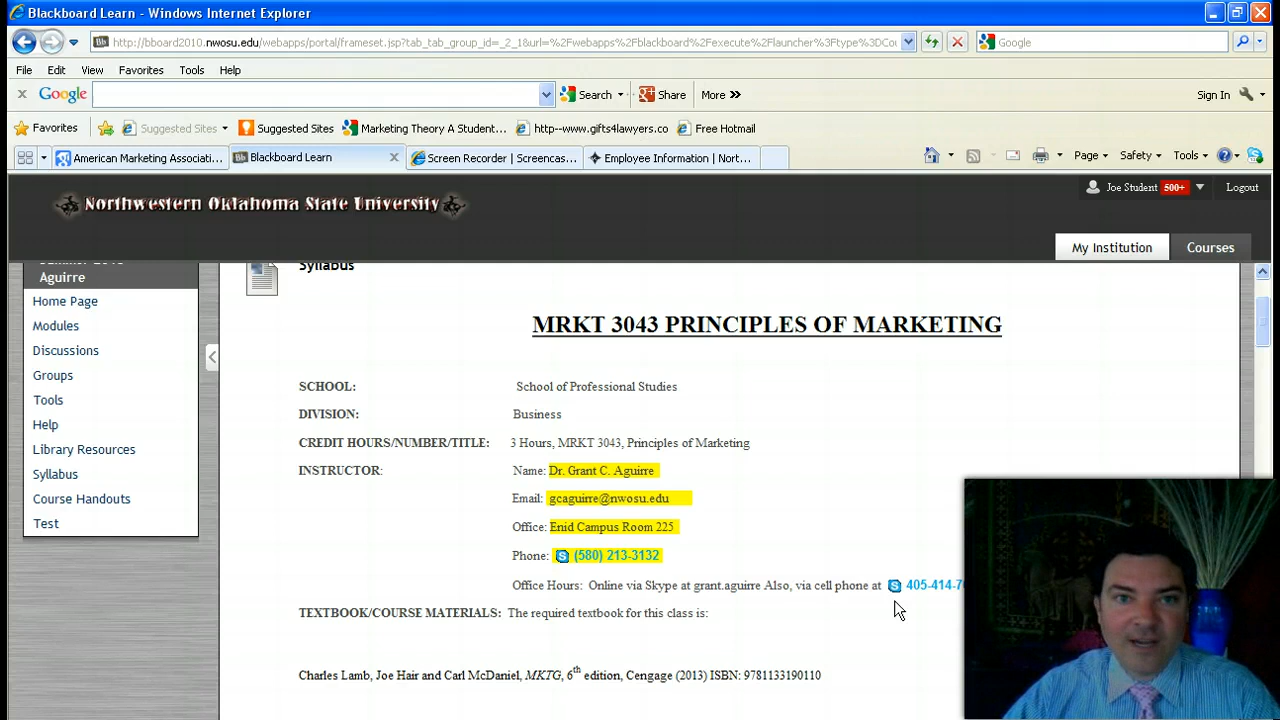 Blackboard Learn - Windows Internet Explorer
http://bboard2010.nwosu.edu/webapps/portal/frameset.jsp?tab_tab_group_id=_2_1&url=%2Fwebapps%2Fblackboard%2Fexecute%2Flauncher%3Ftype%3DCou
Google
File Edit View Favorites Tools Help
x Google Search Share More » Sign In
Favorites Suggested Sites Suggested Sites Marketing Theory A Student... http--www.gifts4lawyers.co Free Hotmail
American Marketing Associati... Blackboard Learn x Screen Recorder | Screencas... Employee Information | Nort... Page Safety Tools
Northwestern Oklahoma State University
Joe Student 500+ Logout
My Institution Courses
Aguirre
Home Page
Modules
Discussions
Groups
Tools
Help
Library Resources
Syllabus
Course Handouts
Test
Syllabus
MRKT 3043 PRINCIPLES OF MARKETING
SCHOOL: School of Professional Studies
DIVISION: Business
CREDIT HOURS/NUMBER/TITLE: 3 Hours, MRKT 3043, Principles of Marketing
INSTRUCTOR: Name: Dr. Grant C. Aguirre
Email: gcaguirre@nwosu.edu
Office: Enid Campus Room 225
Phone: (580) 213-3132
Office Hours: Online via Skype at grant.aguirre Also, via cell phone at 405-414-7
TEXTBOOK/COURSE MATERIALS: The required textbook for this class is:
Charles Lamb, Joe Hair and Carl McDaniel, MKTG, 6th edition, Cengage (2013) ISBN: 9781133190110